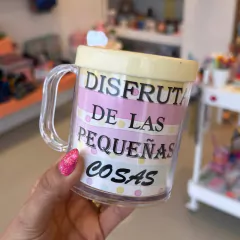 DISFRUTA
DE LAS
PEQUEÑAS
COSAS